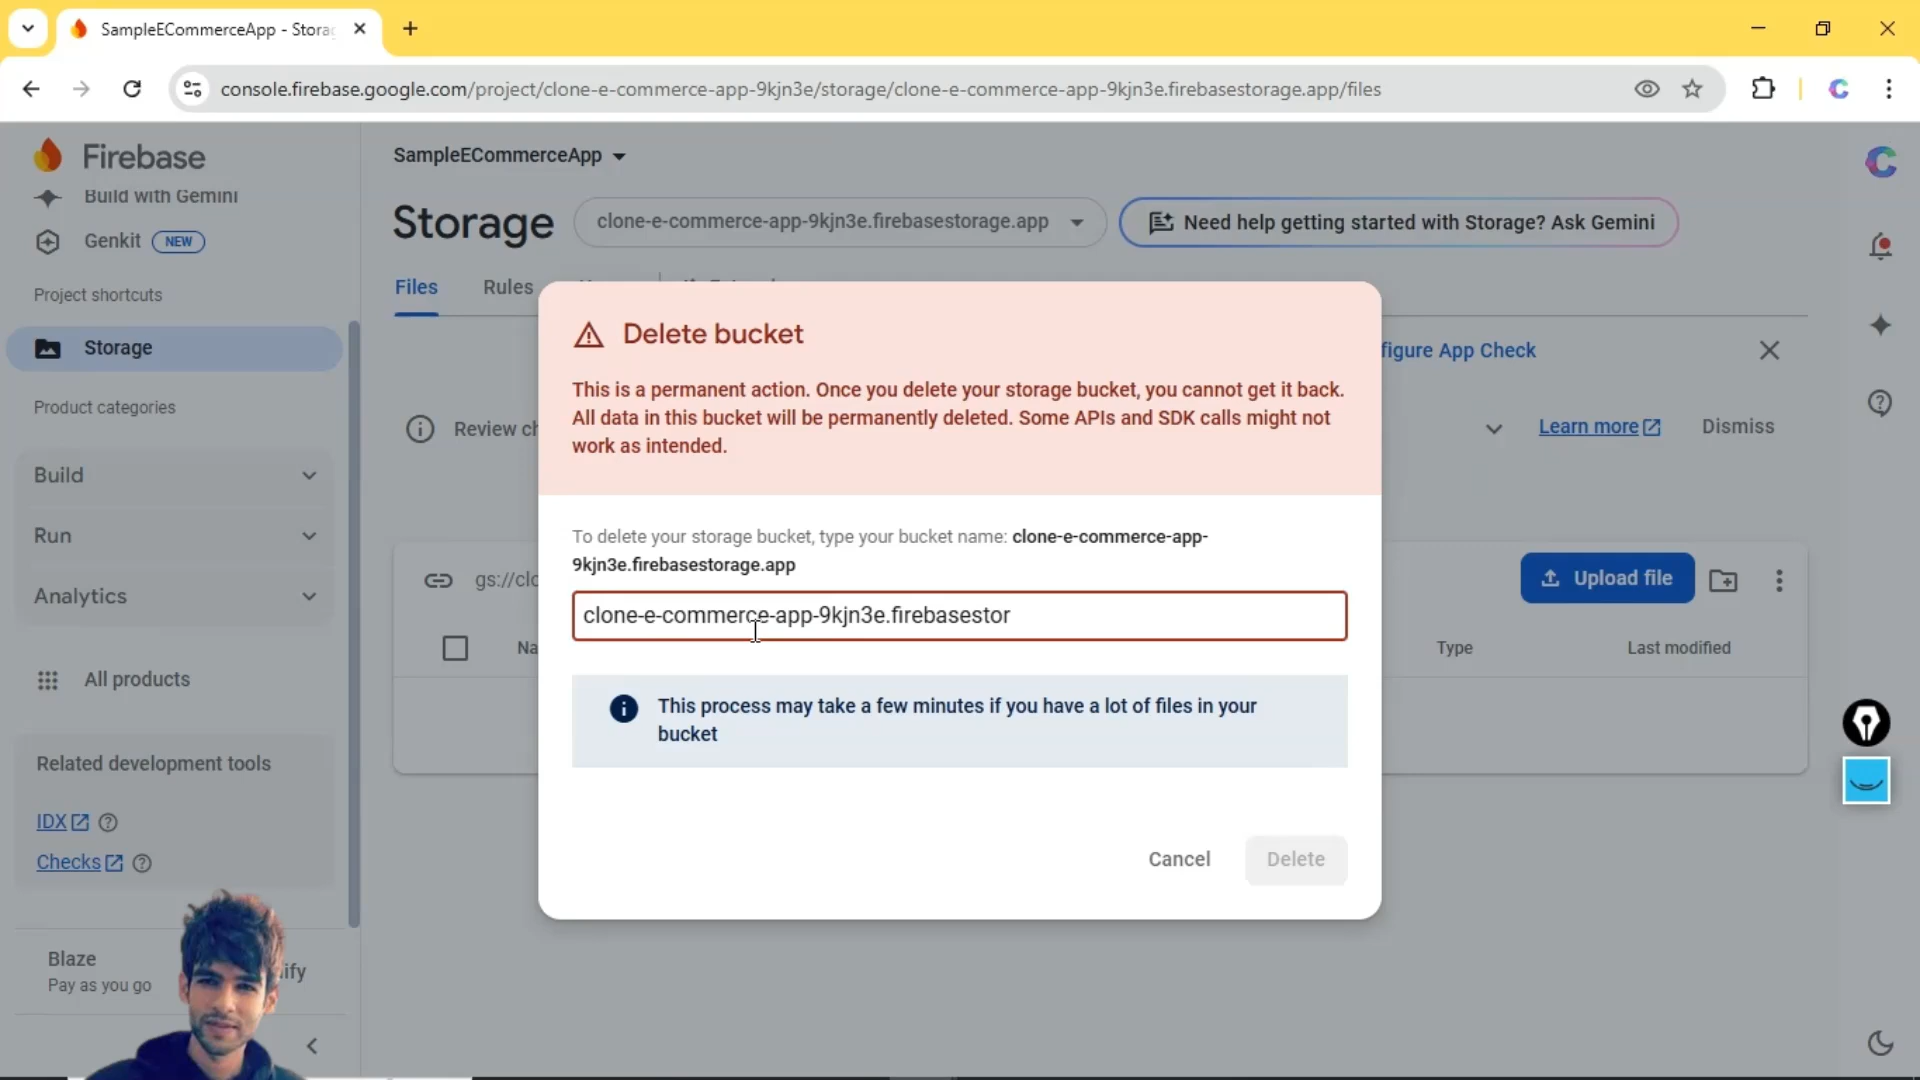 SampleECommerceApp - Stora
console.firebase.google.com/project/clone-e-commerce-app-9kjn3e/storage/clone-e-commerce-app-9kjn3e.firebasestorage.app/files
Firebase
Build with Gemini
Genkit NEW
Project shortcuts
Storage
Product categories
Build
Run
Analytics
All products
Related development tools
IDX
Checks
Blaze
Pay as you go
ify
SampleECommerceApp
Storage
clone-e-commerce-app-9kjn3e.firebasestorage.app
Need help getting started with Storage? Ask Gemini
Files Rules
figure App Check
Review ch
Learn more Dismiss
gs://clo
Upload file
Na
Type
Last modified
Delete bucket
This is a permanent action. Once you delete your storage bucket, you cannot get it back.
All data in this bucket will be permanently deleted. Some APIs and SDK calls might not
work as intended.
To delete your storage bucket, type your bucket name: clone-e-commerce-app-
9kjn3e.firebasestorage.app
clone-e-commerce-app-9kjn3e.firebasestor
This process may take a few minutes if you have a lot of files in your
bucket
Cancel
Delete